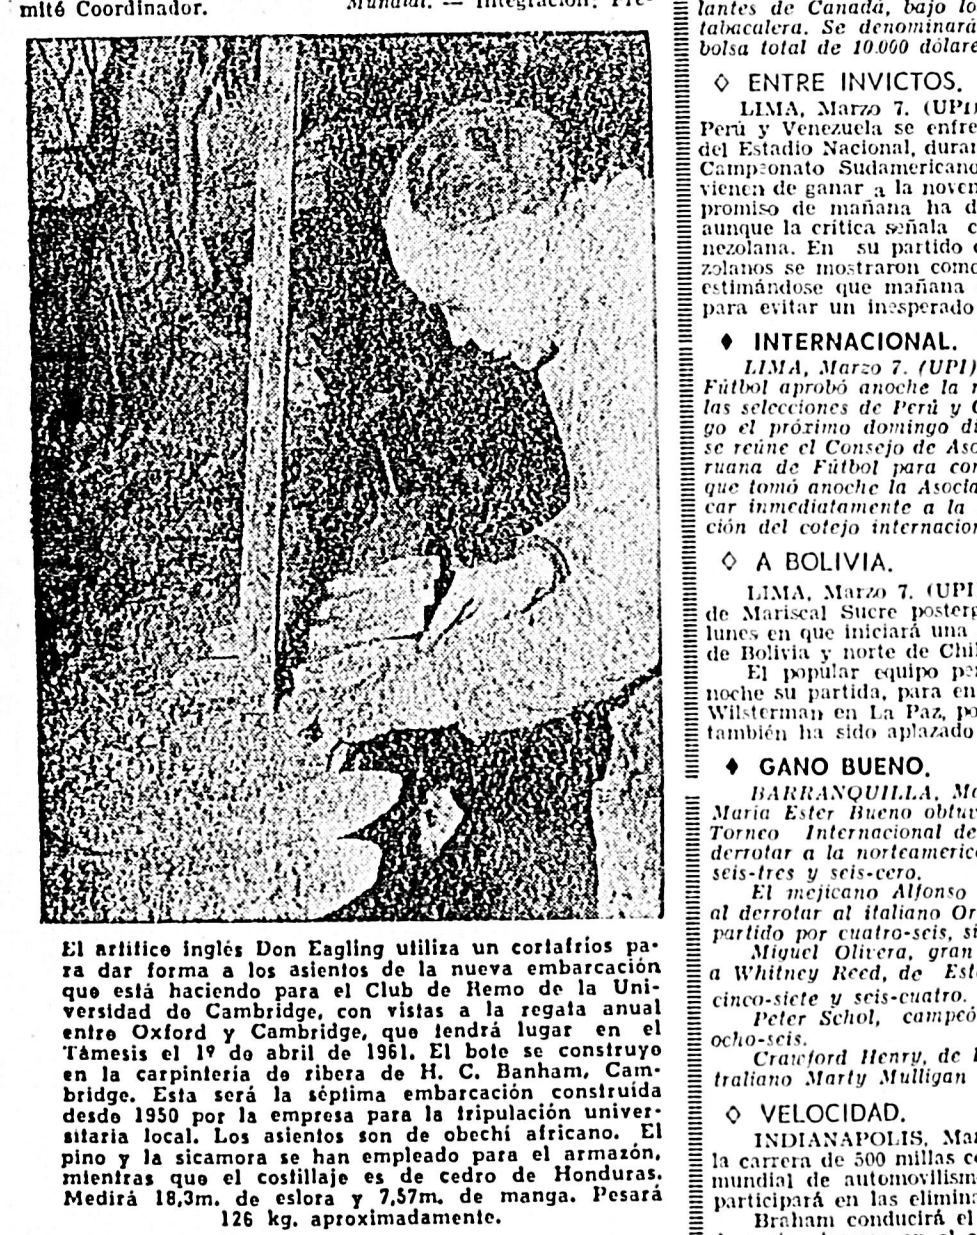 mité Coordinador.
Mundial. — Integración: Pre-
El artífice inglés Don Eagling utiliza un cortafríos pa-
ra dar forma a los asientos de la nueva embarcación
que está haciendo para el Club de Remo de la Uni-
versidad de Cambridge, con vistas a la regata anual
entre Oxford y Cambridge, que tendrá lugar en el
Támesis el 1º de abril de 1961. El bote se construyo
en la carpintería de ribera de H. C. Banham, Cam-
bridge. Esta será la séptima embarcación construída
desde 1950 por la empresa para la tripulación univer-
sitaria local. Los asientos son de obechí africano. El
pino y la sicamora se han empleado para el armazón,
mientras que el costillaje es de cedro de Honduras.
Medirá 18,3m. de eslora y 7,57m. de manga. Pesará
126 kg. aproximadamente.
lantes de Canadá, bajo lo
tabacalera. Se denominará
bolsa total de 10.000 dólare
◇ ENTRE INVICTOS.
LIMA, Marzo 7. (UPI)
Perú y Venezuela se enfre
del Estadio Nacional, duran
Campeonato Sudamericano
vienen de ganar a la noven
promiso de mañana ha d
aunque la crítica señala c
nezolana. En su partido
zolanos se mostraron como
estimándose que mañana
para evitar un inesperado
◆ INTERNACIONAL.
LIMA, Marzo 7. (UPI)
Fútbol aprobó anoche la
las selecciones de Perú y
yo el próximo domingo di
se reúne el Consejo de Aso
ruana de Fútbol para con
que tomó anoche la Asocia
car inmediatamente a la
ción del cotejo internacion
◇ A BOLIVIA.
LIMA, Marzo 7. (UPI
de Mariscal Sucre poster
lunes en que iniciará una
de Bolivia y norte de Chil
El popular equipo pe
noche su partida, para en
Wilsterman en La Paz, po
también ha sido aplazado
◆ GANO BUENO.
BARRANQUILLA, Ma
María Ester Bueno obtu
Torneo Internacional de
derrotar a la norteameric
seis-tres y seis-cero.
El mejicano Alfonso
al derrotar al italiano Or
partido por cuatro-seis, si
Miguel Olivera, gran
a Whitney Reed, de Est
cinco-siete y seis-cuatro.
Peter Schol, campeó
ocho-seis.
Crawford Henry, de
traliano Marty Mulligan
◇ VELOCIDAD.
INDIANAPOLIS, Mar
la carrera de 500 millas c
mundial de automovilism
participará en las elimina
Braham conducirá el